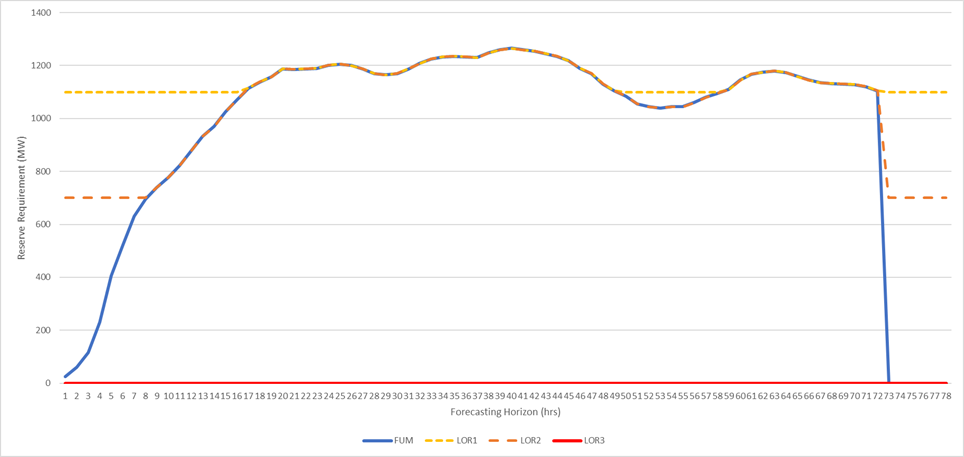 1400
1200
1000
800
600
400
200
0
Reserve Requirement (MW)
1 2 3 4 5 6 7 8 9 10 11 12 13 14 15 16 17 18 19 20 21 22 23 24 25 26 27 28 29 30 31 32 33 34 35 36 37 38 39 40 41 42 43 44 45 46 47 48 49 50 51 52 53 54 55 56 57 58 59 60 61 62 63 64 65 66 67 68 69 70 71 72 73 74 75 76 77 78
Forecasting Horizon (hrs)
FUM LOR1 LOR2 LOR3